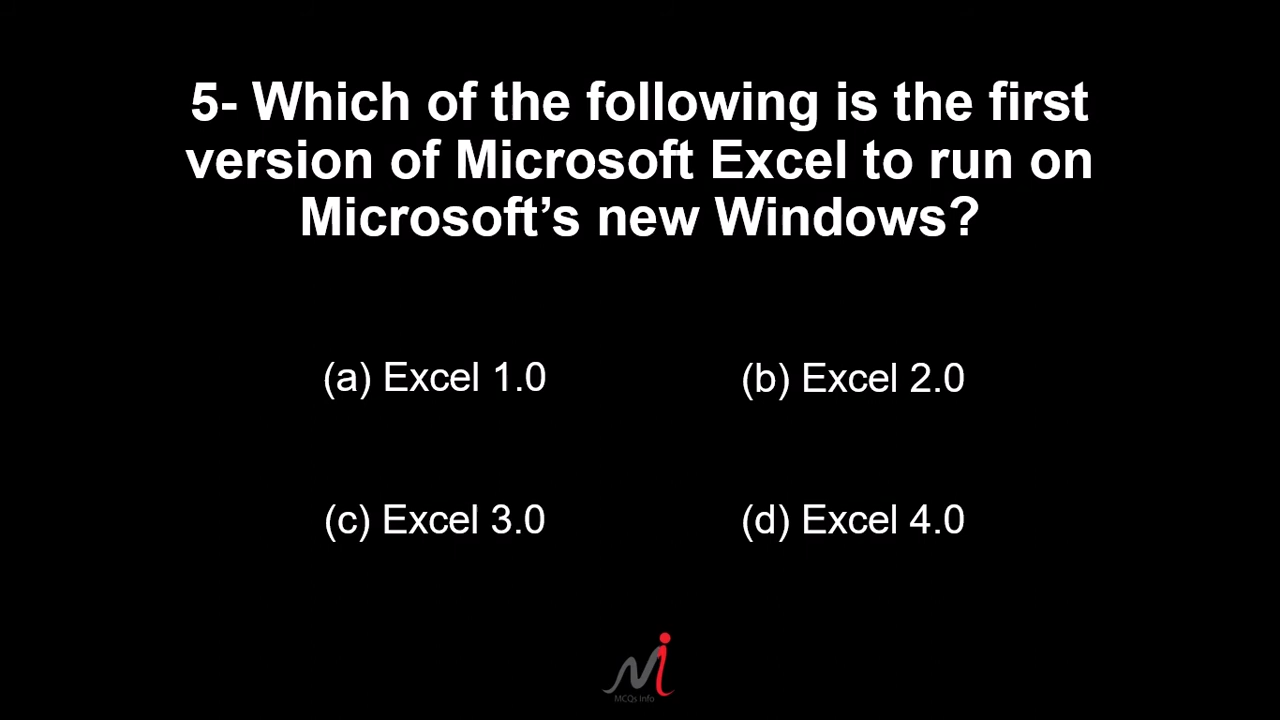 5- Which of the following is the first
version of Microsoft Excel to run on
Microsoft’s new Windows?
(a) Excel 1.0
(b) Excel 2.0
(c) Excel 3.0
(d) Excel 4.0
MCQs Info